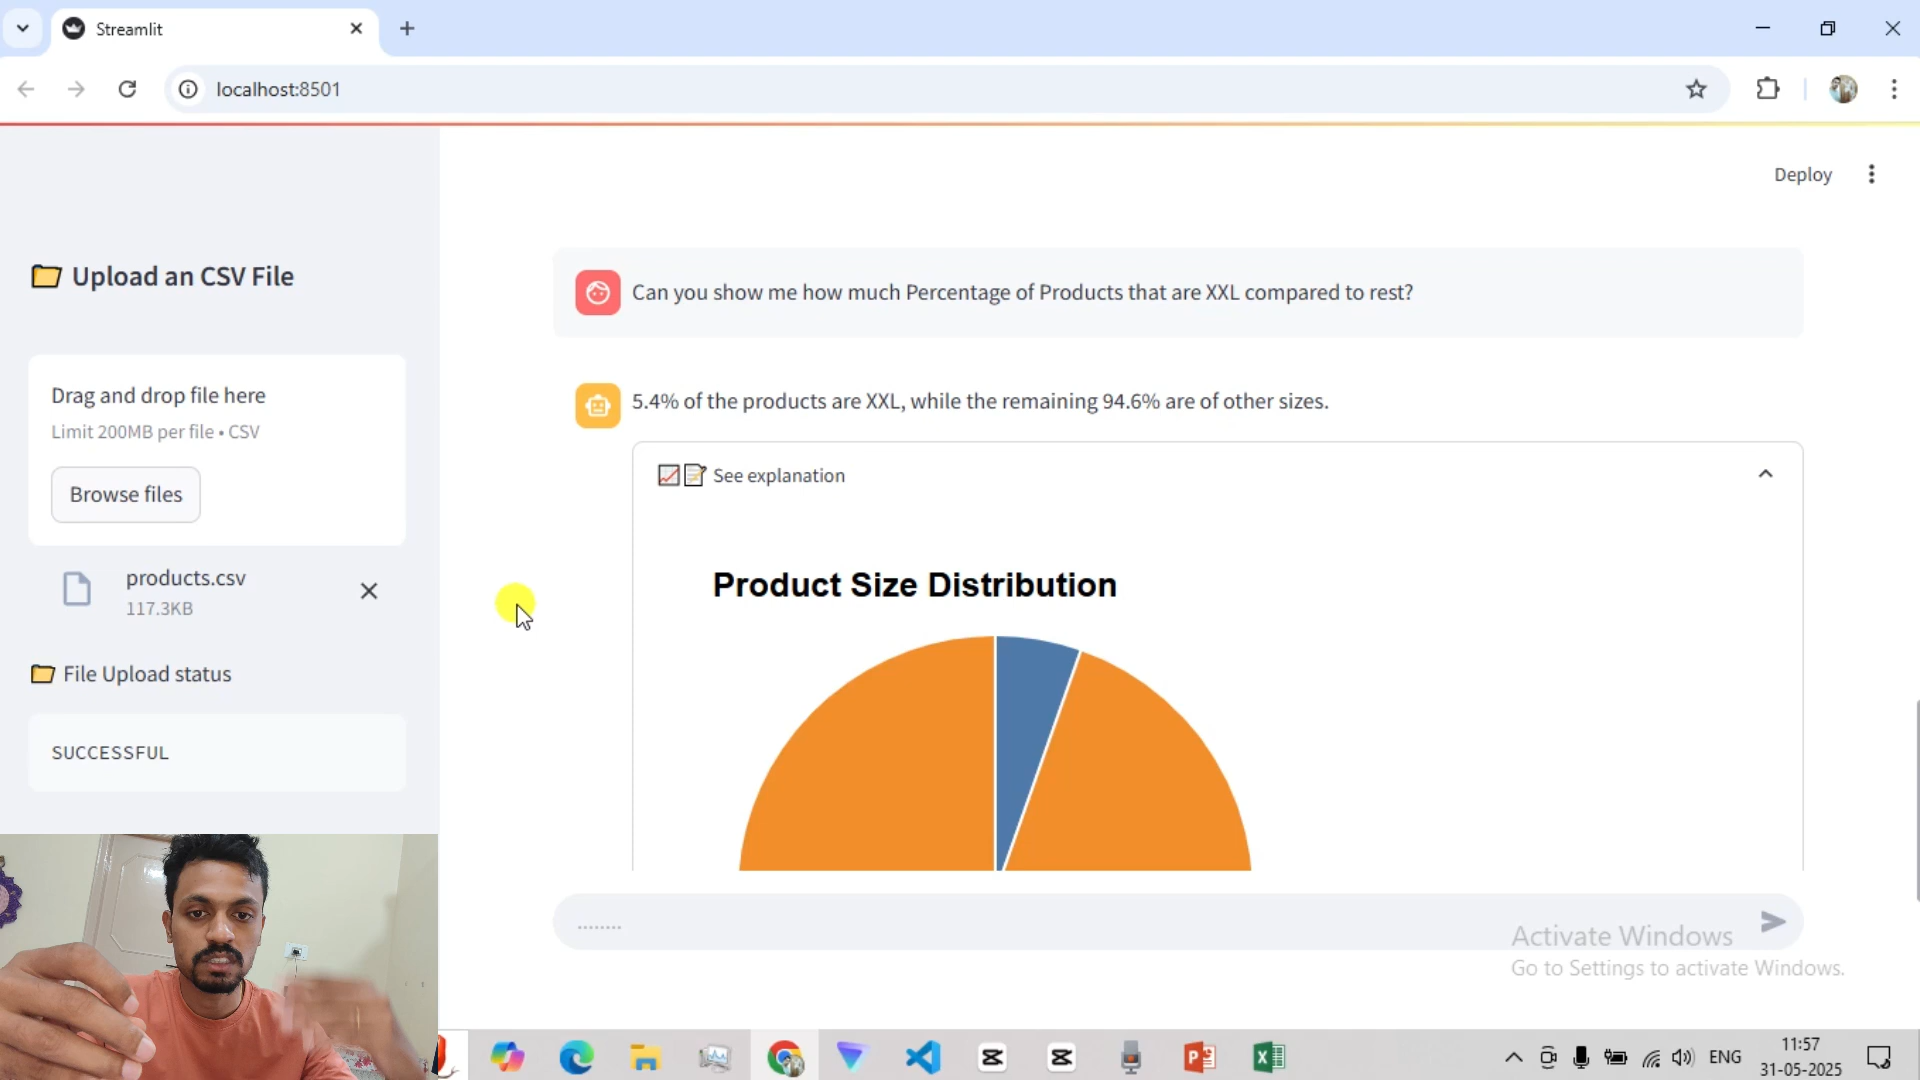 Streamlit
localhost:8501
Deploy
Upload an CSV File
Drag and drop file here
Limit 200MB per file • CSV
Browse files
products.csv
117.3KB
File Upload status
SUCCESSFUL
Can you show me how much Percentage of Products that are XXL compared to rest?
5.4% of the products are XXL, while the remaining 94.6% are of other sizes.
See explanation
Product Size Distribution
........
Activate Windows
Go to Settings to activate Windows.
ENG
11:57
31-05-2025